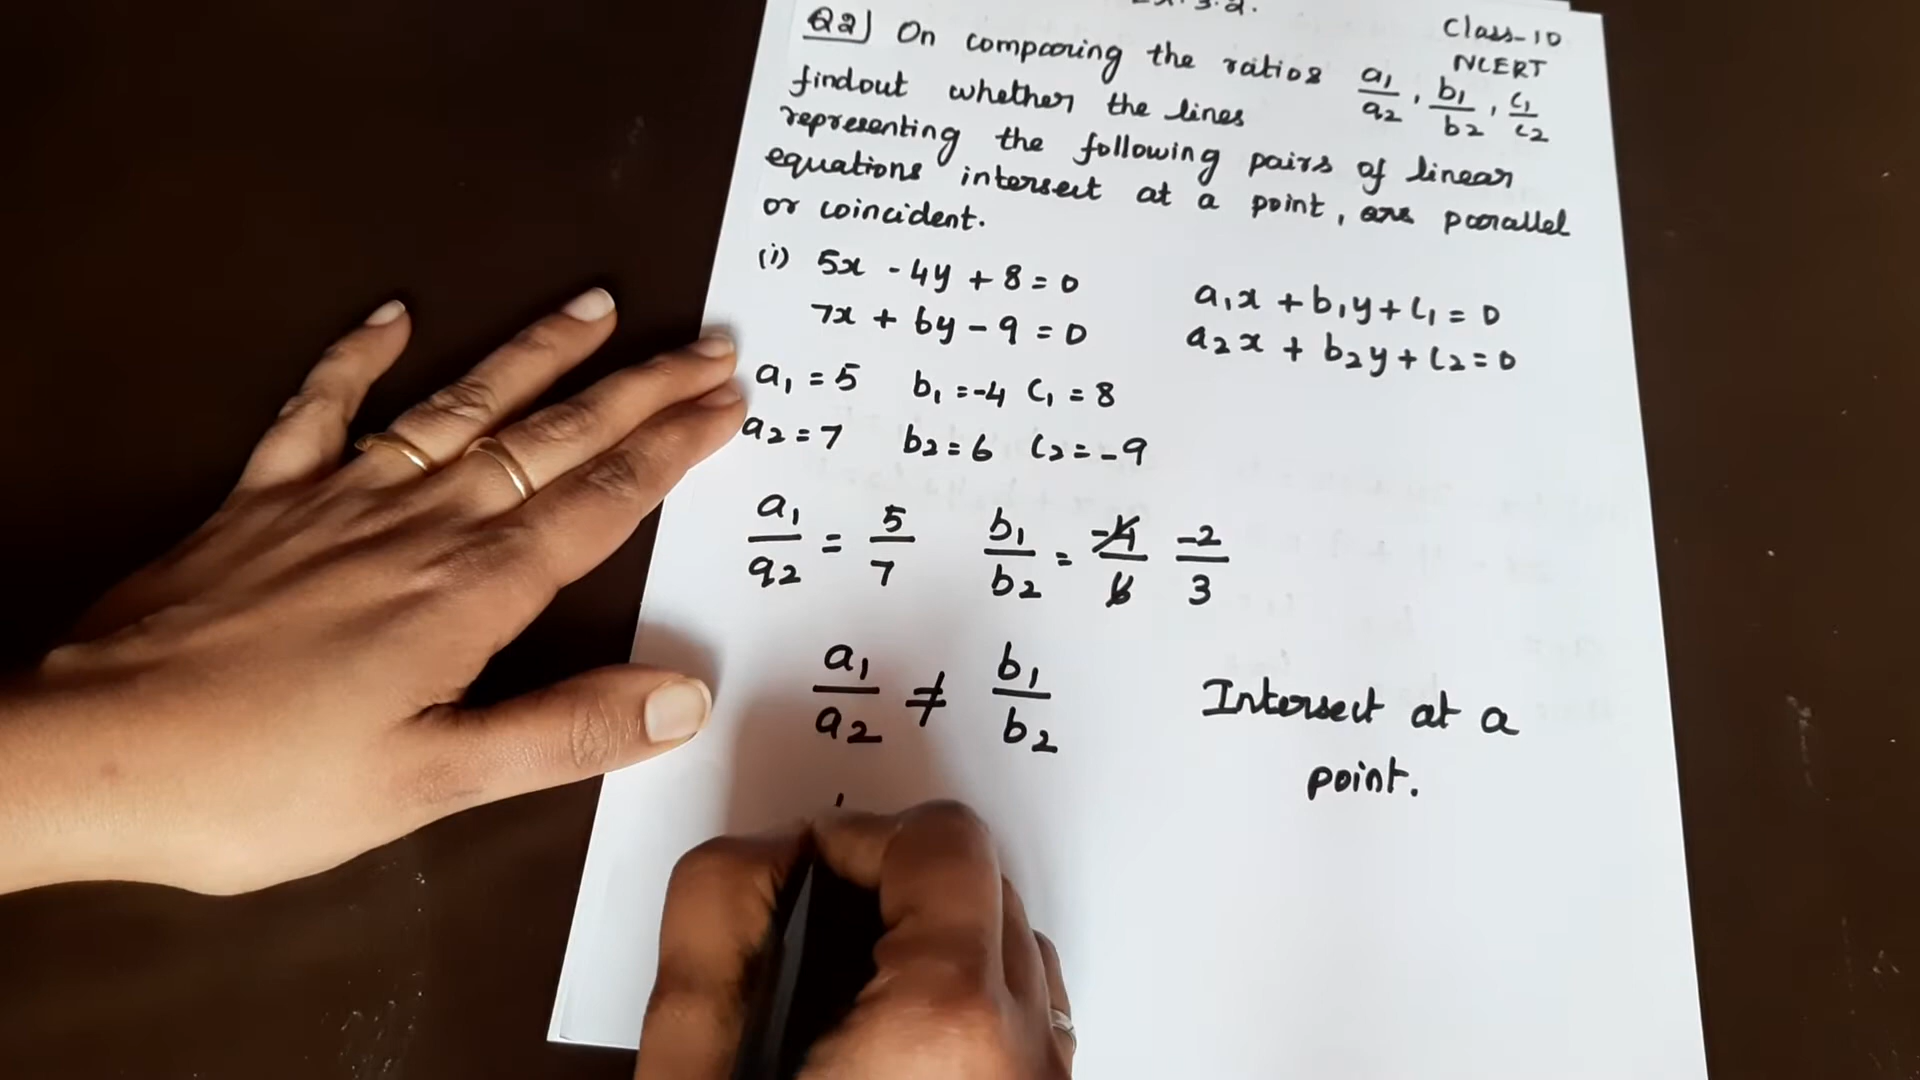 Q2) On comparing the ratios a1/a2, b1/b2, c1/c2
Class-10
NCERT
findout whether the lines
representing the following pairs of linear
equations intersect at a point, are parallel
or coincident.
(i) 5x - 4y + 8 = 0
7x + 6y - 9 = 0
a1x + b1y + c1 = 0
a2x + b2y + c2 = 0
a1 = 5 b1 = -4 c1 = 8
a2 = 7 b2 = 6 c2 = -9
a1/a2 = 5/7 b1/b2 = -4/6 -2/3
a1/a2 ≠ b1/b2
Intersect at a
point.